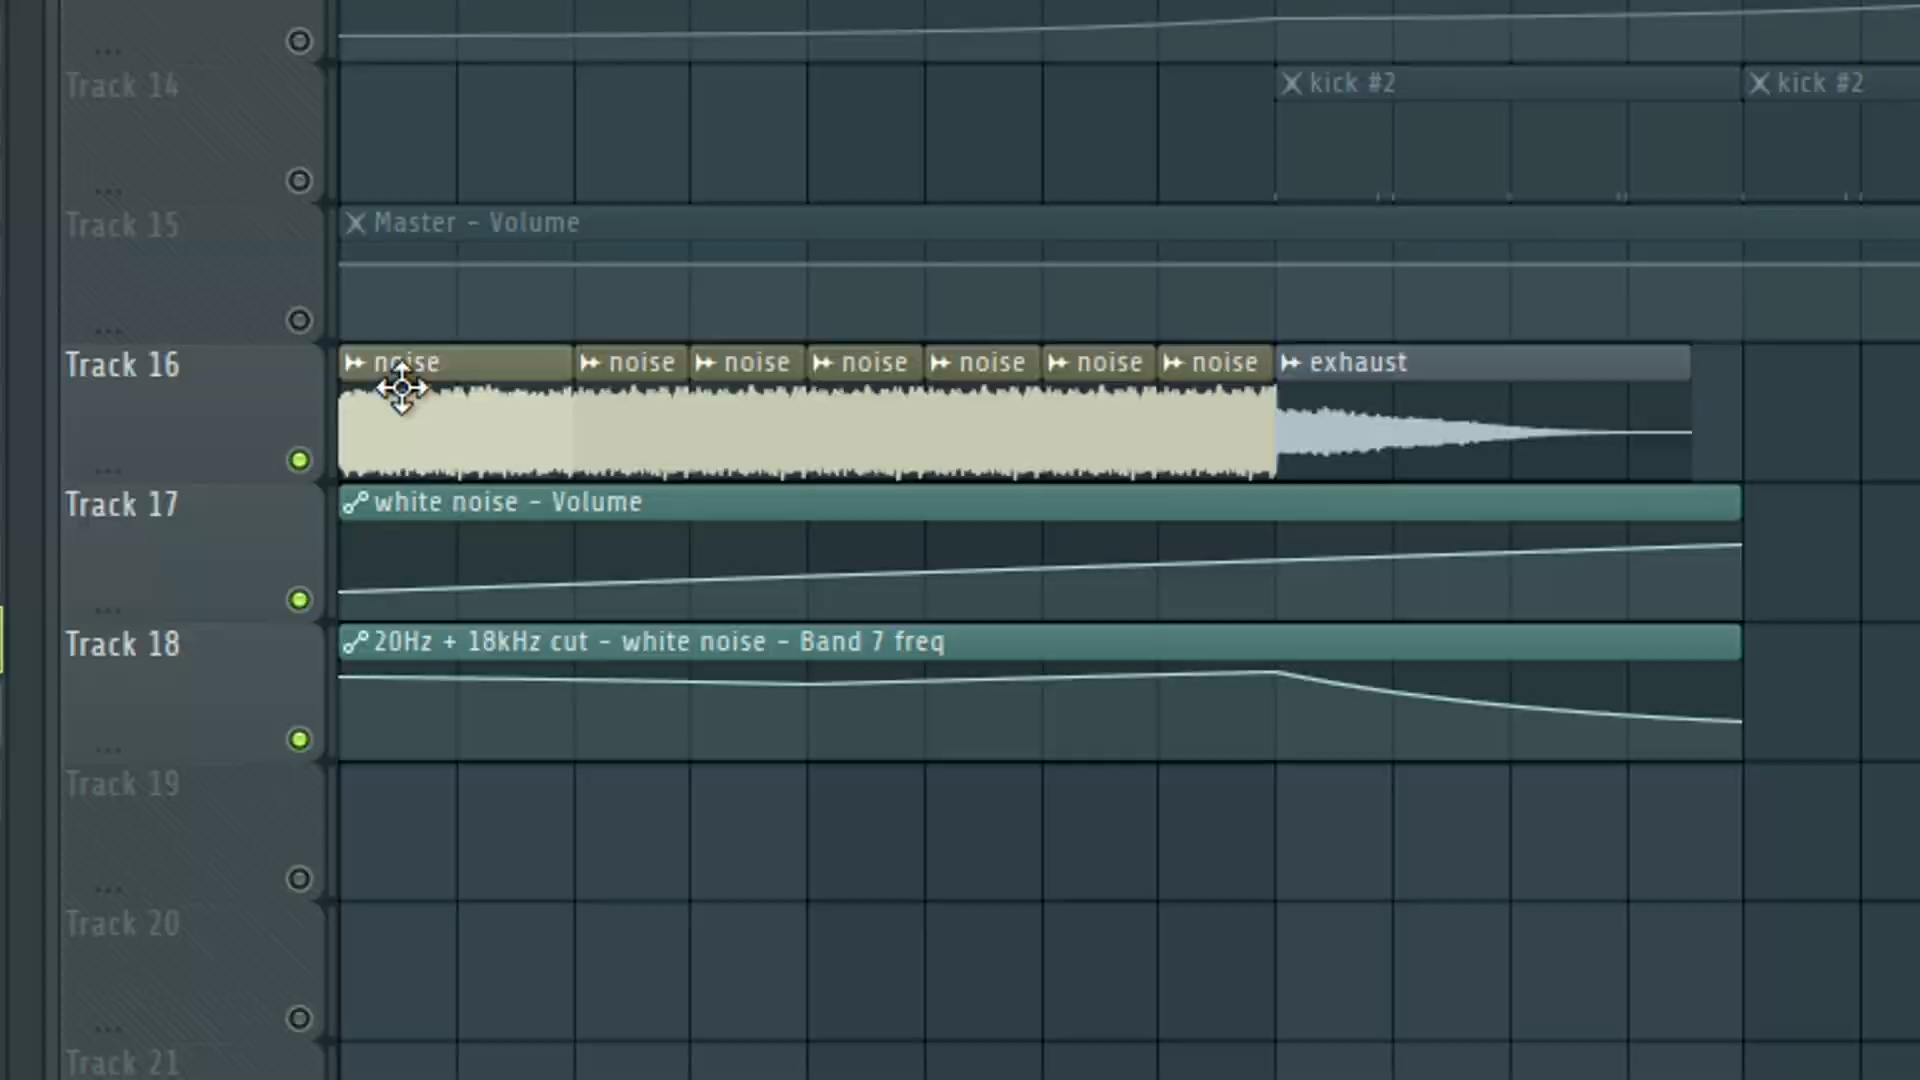 Track 14
kick #2
kick #2
Track 15
Master - Volume
Track 16
noise
noise
noise
noise
noise
noise
noise
exhaust
Track 17
white noise - Volume
Track 18
20Hz + 18kHz cut - white noise - Band 7 freq
Track 19
Track 20
Track 21